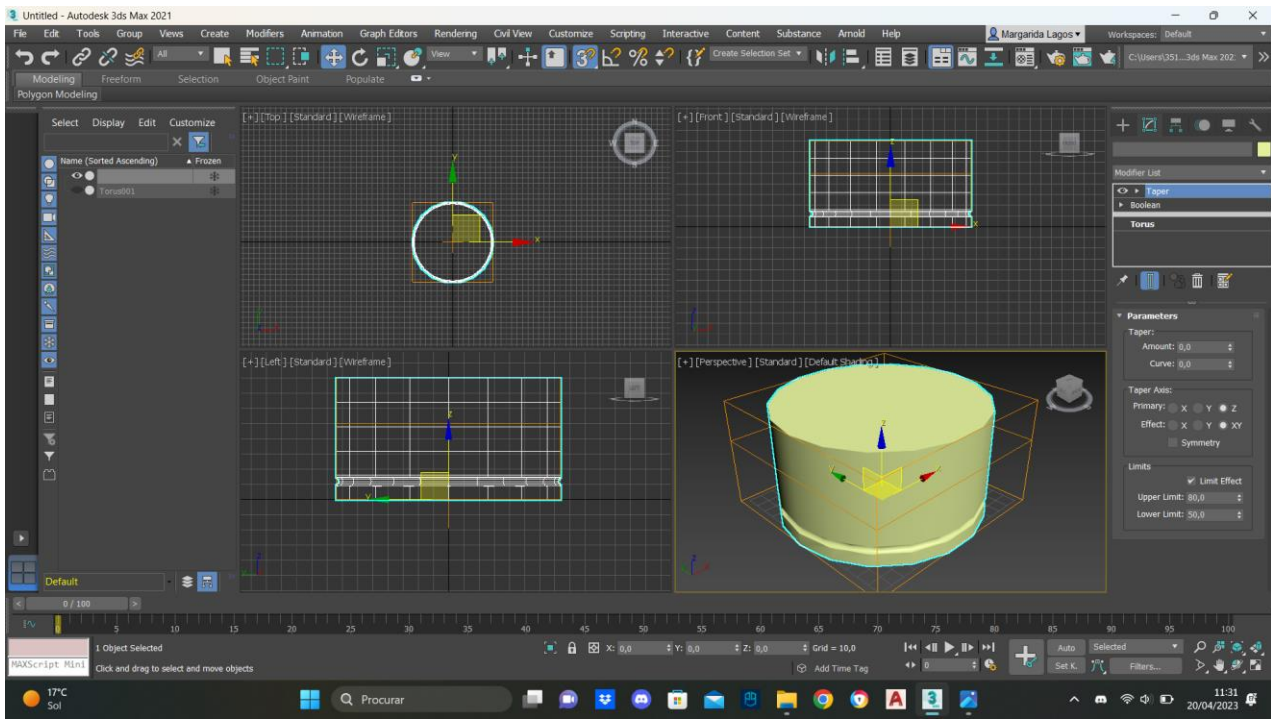 Untitled - Autodesk 3ds Max 2021
File Edit Tools Group Views Create Modifiers Animation Graph Editors Rendering Civil View Customize Scripting Interactive Content Substance Arnold Help Margarida Lagos Workspaces: Default
All View Create Selection Set C:\Users\351...3ds Max 202:
Modeling Freeform Selection Object Paint Populate
Polygon Modeling
Select Display Edit Customize
Name (Sorted Ascending) Frozen
Torus001
[+] [Top] [Standard] [Wireframe]
[+] [Front] [Standard] [Wireframe]
[+] [Left] [Standard] [Wireframe]
[+] [Perspective] [Standard] [Default Shading]
Modifier List
Taper
Boolean
Torus
Parameters
Taper:
Amount: 0,0
Curve: 0,0
Taper Axis:
Primary: X Y Z
Effect: X Y XY
Symmetry
Limits
Limit Effect
Upper Limit: 80,0
Lower Limit: 50,0
Default
0 / 100
0 5 10 15 20 25 30 35 40 45 50 55 60 65 70 75 80 85 90 95 100
1 Object Selected X: 0,0 Y: 0,0 Z: 0,0 Grid = 10,0 Auto Selected
MAXScript Mini Click and drag to select and move objects Add Time Tag 0 Set K. Filters...
17°C
Sol
Procurar
11:31
20/04/2023